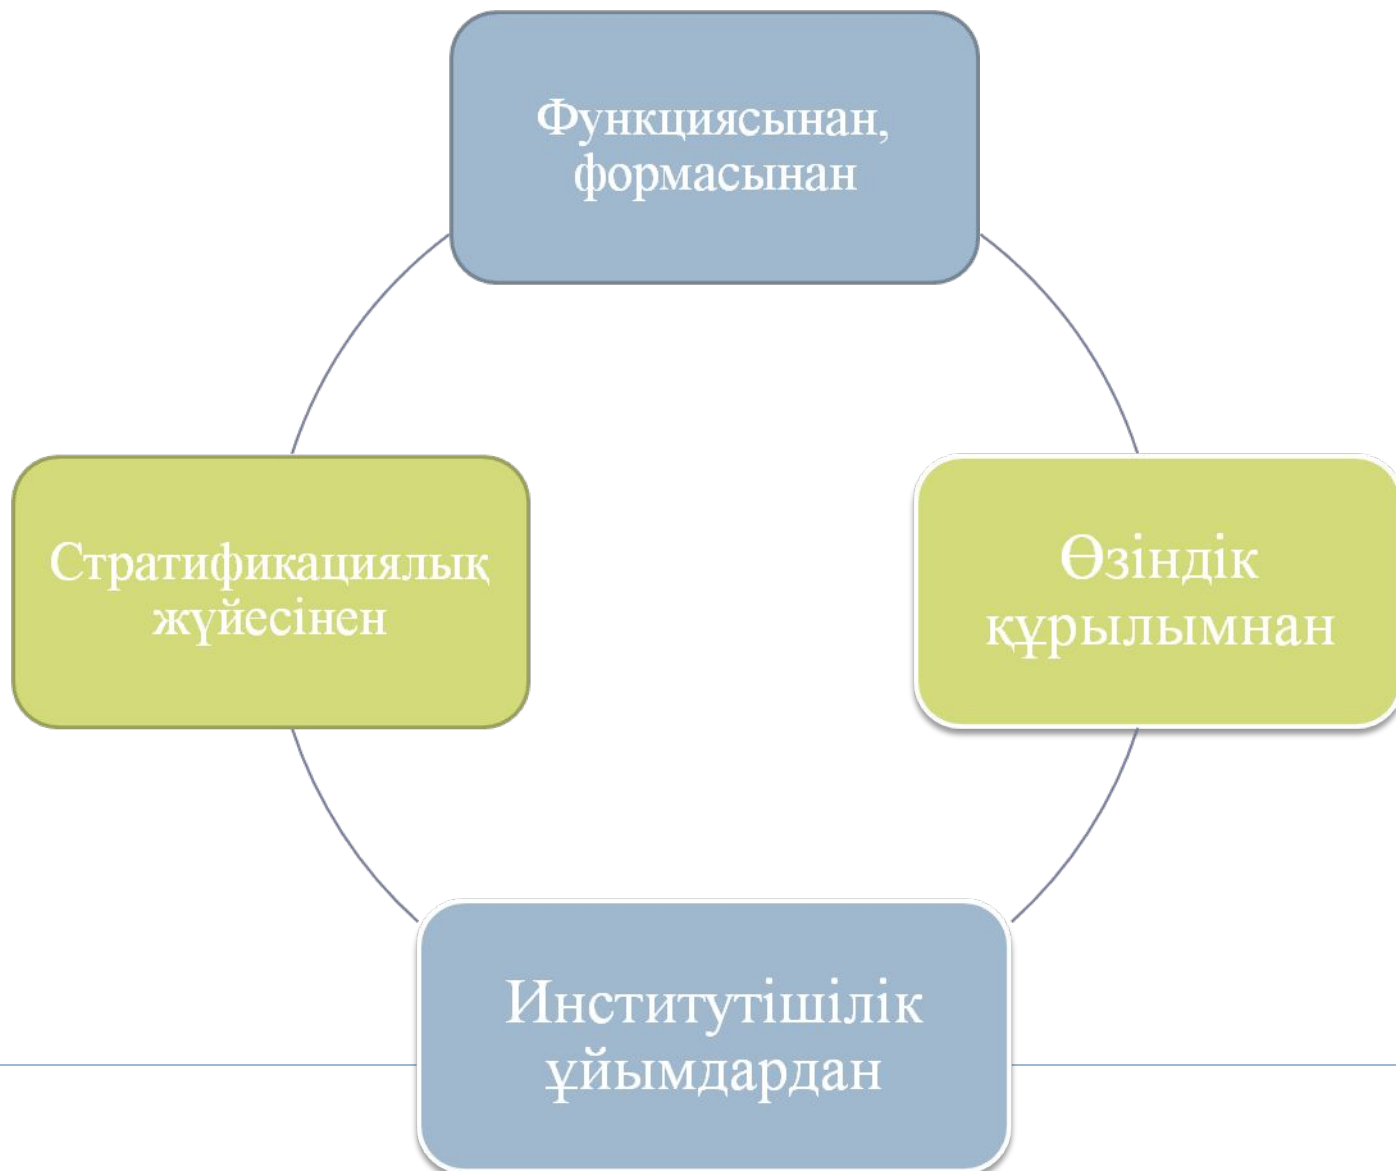 Функциясынан,
формасынан
Стратификациялық
жүйесінен
Өзіндік
құрылымнан
Институтішілік
ұйымдардан